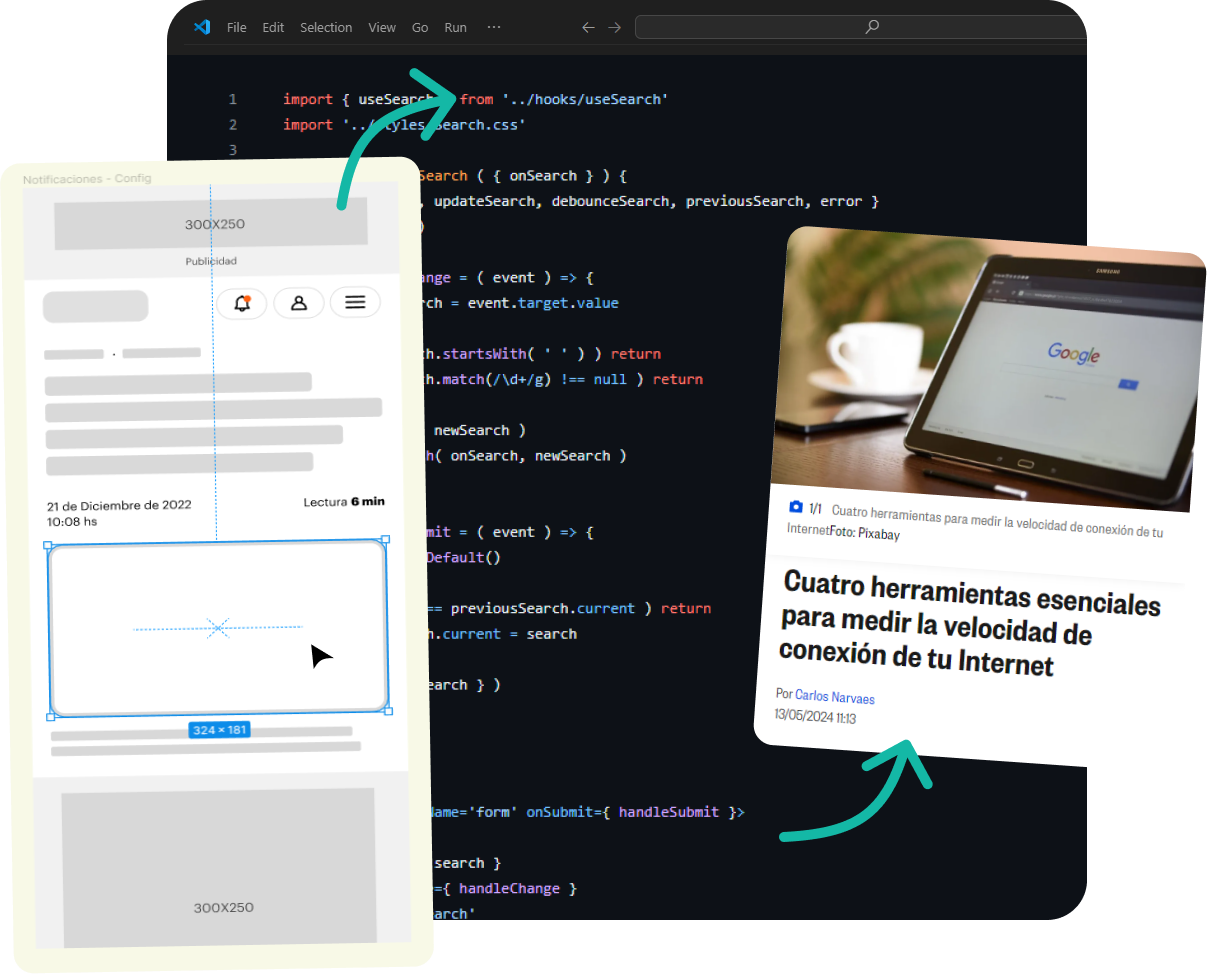 File Edit Selection View Go Run ···
1 import { useSearch from '../hooks/useSearch'
2 import '../styles/Search.css'
3
Search ( { onSearch } ) {
, updateSearch, debounceSearch, previousSearch, error }
)
ange = ( event ) => {
rch = event.target.value
h.startsWith( ' ' ) ) return
h.match(/\d+/g) !== null ) return
newSearch )
h( onSearch, newSearch )
mit = ( event ) => {
Default()
== previousSearch.current ) return
h.current = search
earch } )
Name='form' onSubmit={ handleSubmit }>
search }
={ handleChange }
arch'
Notificaciones - Config
300X250
Publicidad
21 de Diciembre de 2022
10:08 hs
Lectura 6 min
324 × 181
300X250
SAMSUNG
Google
1/1 Cuatro herramientas para medir la velocidad de conexión de tu
InternetFoto: Pixabay
Cuatro herramientas esenciales
para medir la velocidad de
conexión de tu Internet
Por Carlos Narvaes
13/05/2024 11:13